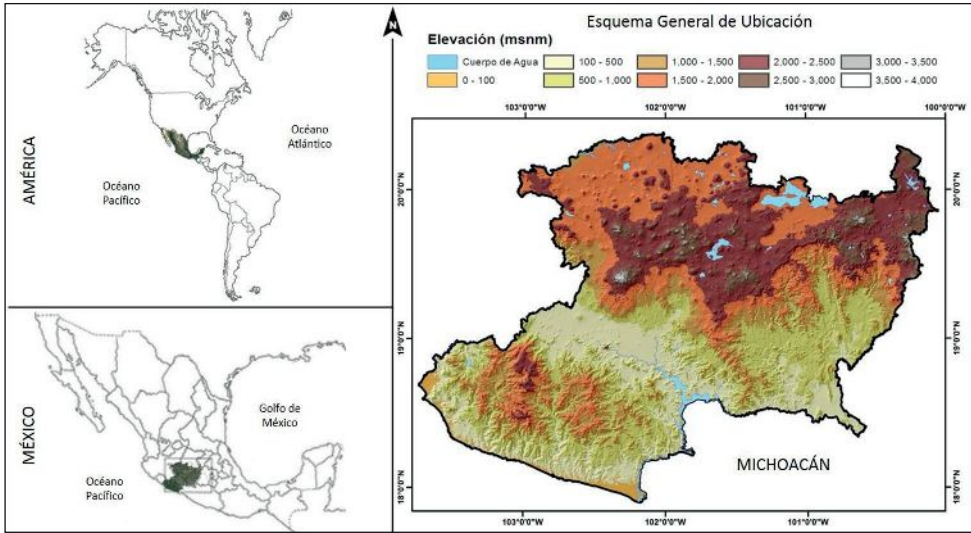 AMÉRICA
Océano
Atlántico
Océano
Pacífico
MÉXICO
Golfo de
México
Océano
Pacífico
N
Esquema General de Ubicación
Elevación (msnm)
Cuerpo de Agua 100 - 500 1,000 - 1,500 2,000 - 2,500 3,000 - 3,500
0 - 100 500 - 1,000 1,500 - 2,000 2,500 - 3,000 3,500 - 4,000
103°0'0"W 102°0'0"W 101°0'0"W 100°0'0"W
20°0'0"N 20°0'0"N
19°0'0"N 19°0'0"N
18°0'0"N 18°0'0"N
MICHOACÁN
103°0'0"W 102°0'0"W 101°0'0"W